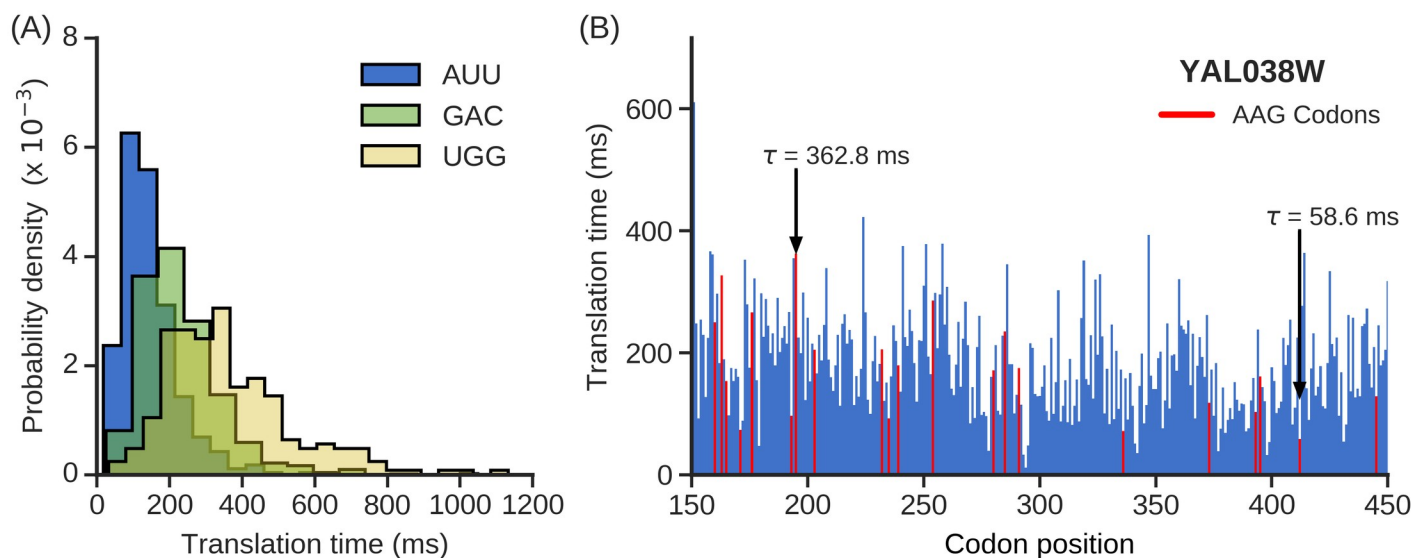 (A)
8
6
4
2
0
Probability density (x 10⁻³)
AUU
GAC
UGG
0 200 400 600 800 1000 1200
Translation time (ms)
(B)
600
400
200
0
Translation time (ms)
YAL038W
AAG Codons
τ = 362.8 ms
τ = 58.6 ms
150 200 250 300 350 400 450
Codon position